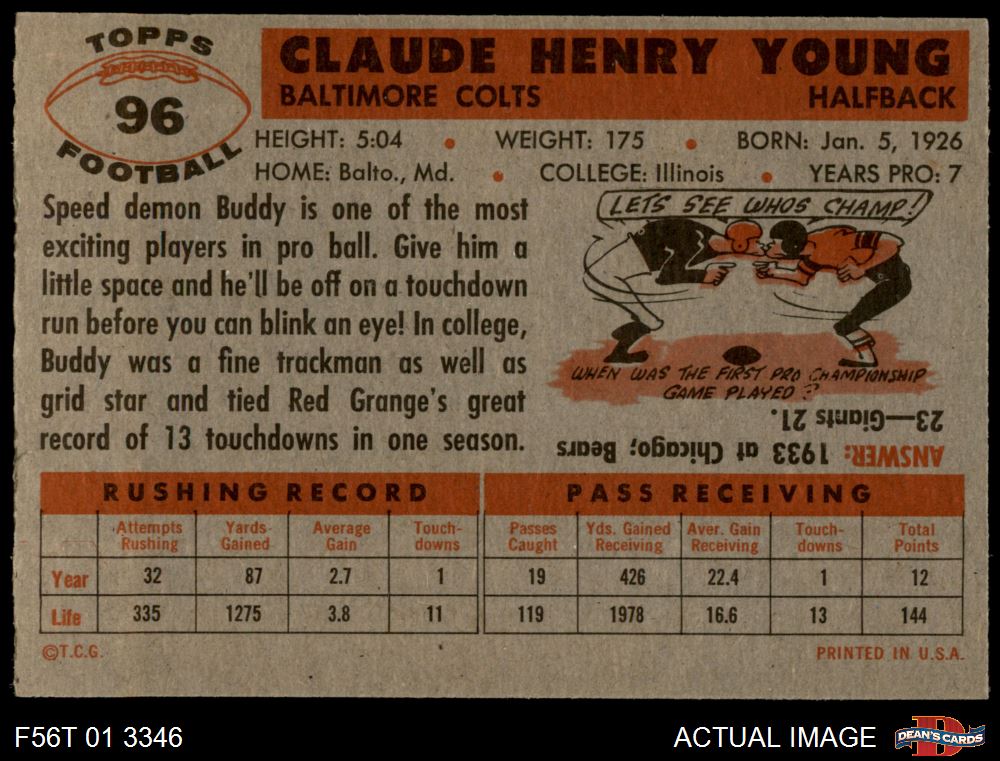 TOPPS
96
FOOTBALL
CLAUDE HENRY YOUNG
BALTIMORE COLTS HALFBACK
HEIGHT: 5:04 • WEIGHT: 175 • BORN: Jan. 5, 1926
HOME: Balto., Md. • COLLEGE: Illinois • YEARS PRO: 7
Speed demon Buddy is one of the most
exciting players in pro ball. Give him a
little space and he'll be off on a touchdown
run before you can blink an eye! In college,
Buddy was a fine trackman as well as
grid star and tied Red Grange's great
record of 13 touchdowns in one season.
LETS SEE WHOS CHAMP!
WHEN WAS THE FIRST PRO CHAMPIONSHIP
GAME PLAYED?
ANSWER: 1933 at Chicago; Bears
23—Giants 21.
RUSHING RECORD PASS RECEIVING
Attempts Rushing Yards Gained Average Gain Touch-downs Passes Caught Yds. Gained Receiving Aver. Gain Receiving Touch-downs Total Points
Year 32 87 2.7 1 19 426 22.4 1 12
Life 335 1275 3.8 11 119 1978 16.6 13 144
©T.C.G. PRINTED IN U.S.A.
F56T 01 3346 ACTUAL IMAGE DEAN'S CARDS